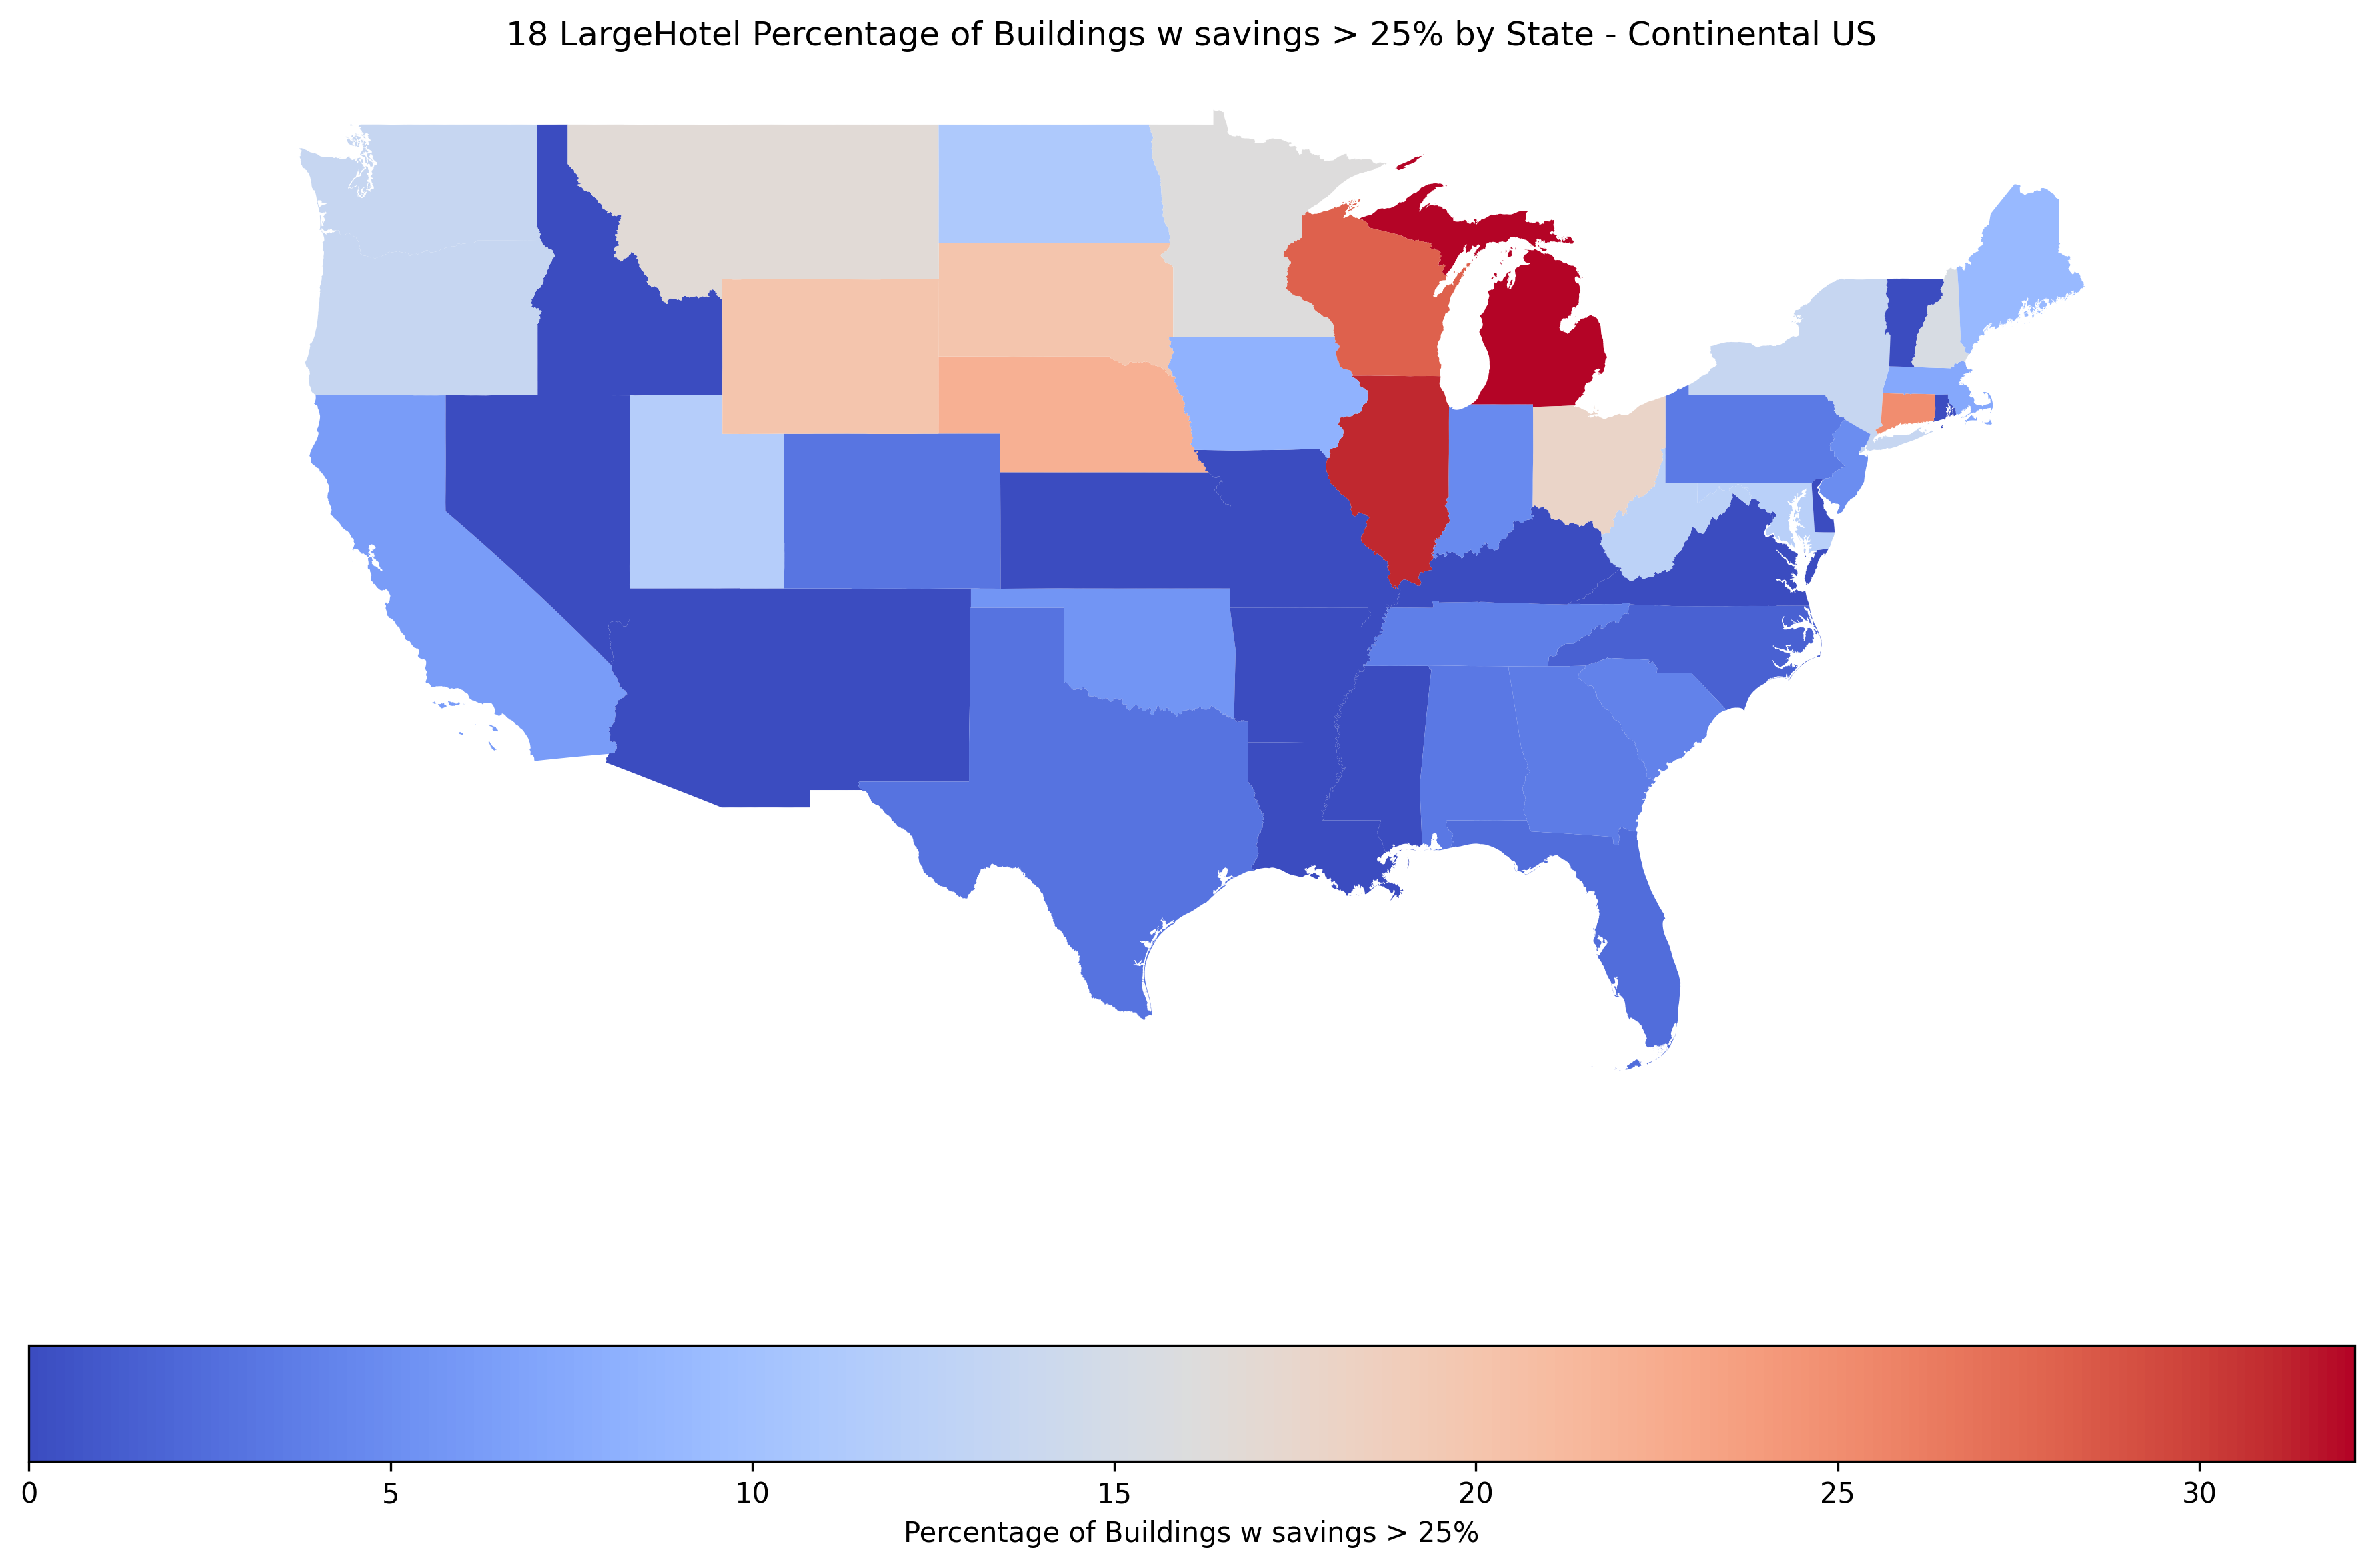 18 LargeHotel Percentage of Buildings w savings > 25% by State - Continental US
0 5 10 15 20 25 30
Percentage of Buildings w savings > 25%